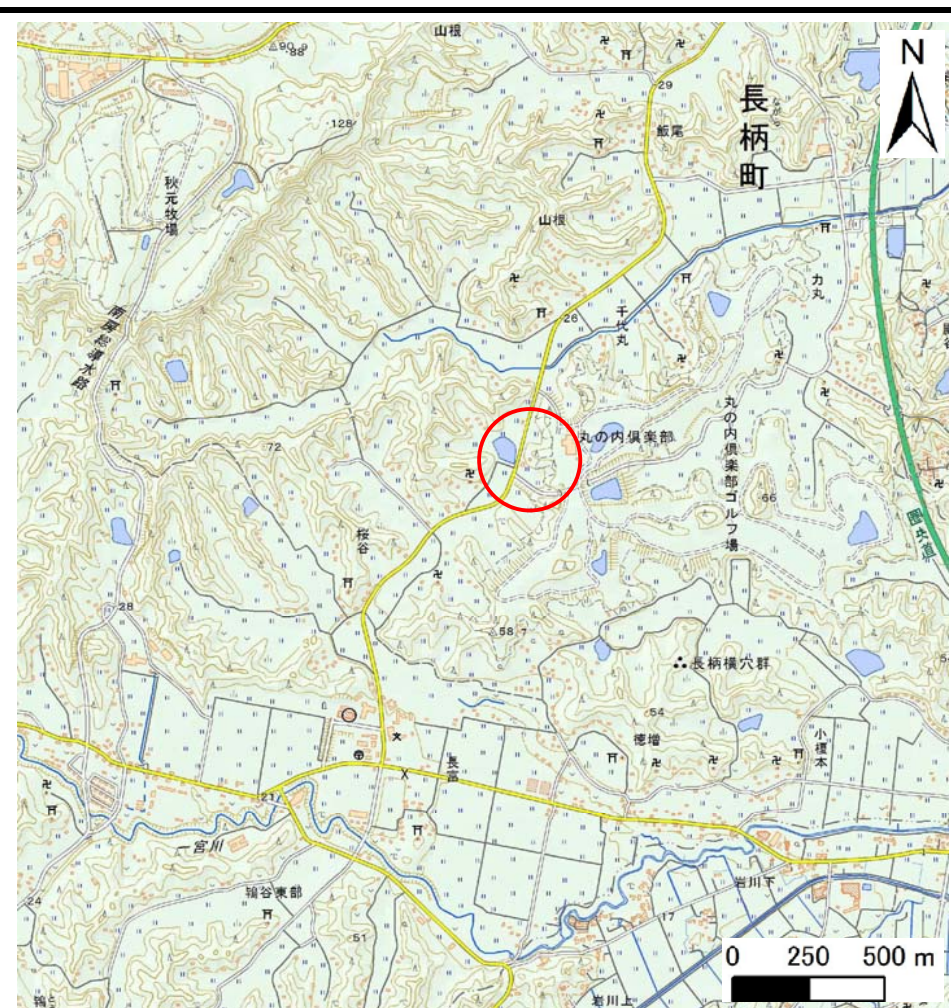 山根
△90.9
88
N
29
長柄町
ながら
128
飯尾
秋元牧場
山根
力丸
26
千代丸
南房総導水路
丸の内倶楽部
72
丸の内倶楽部ゴルフ場
66
圏央道
桜谷
28
58.7
長柄横穴群
54
徳増
小榎本
長富
21
一宮川
岩川下
24
鴇谷東部
17
51
0 250 500 m
岩川上